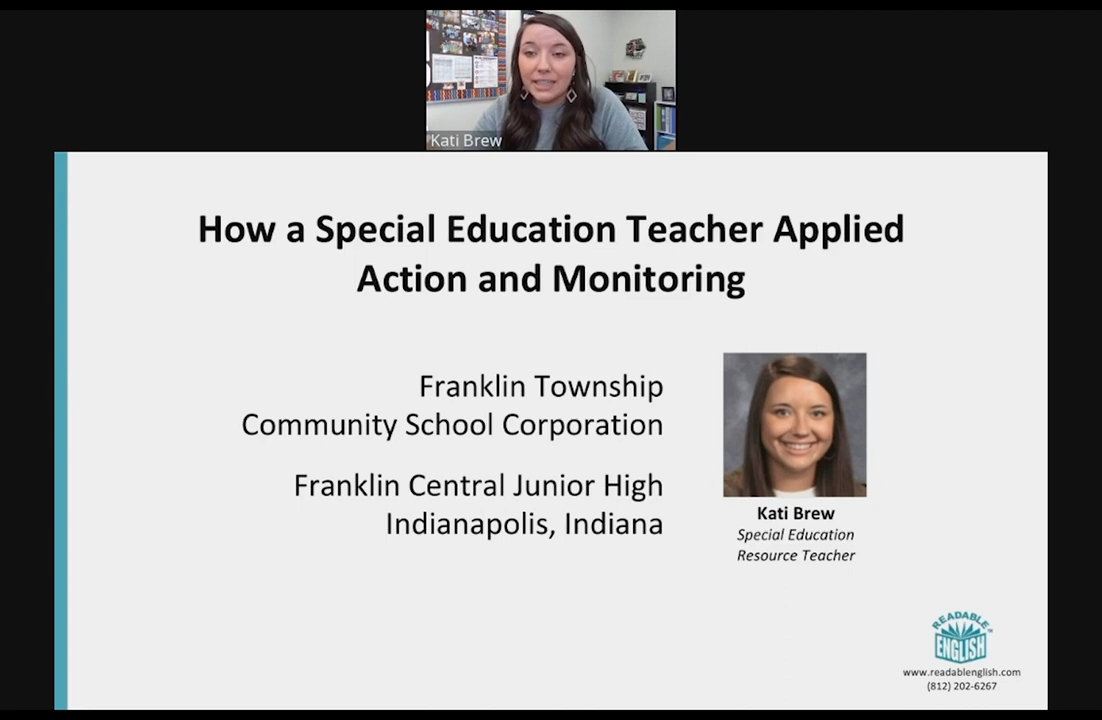 Kati Brew
How a Special Education Teacher Applied
Action and Monitoring
Franklin Township
Community School Corporation
Franklin Central Junior High
Indianapolis, Indiana
Kati Brew
Special Education
Resource Teacher
READABLE
ENGLISH
www.readablenglish.com
(812) 202-6267